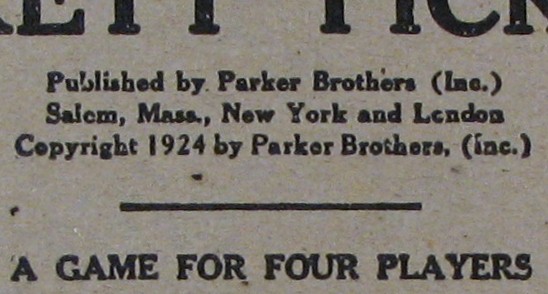 Published by Parker Brothers (Inc.)
Salem, Mass., New York and London
Copyright 1924 by Parker Brothers, (inc.)
A GAME FOR FOUR PLAYERS